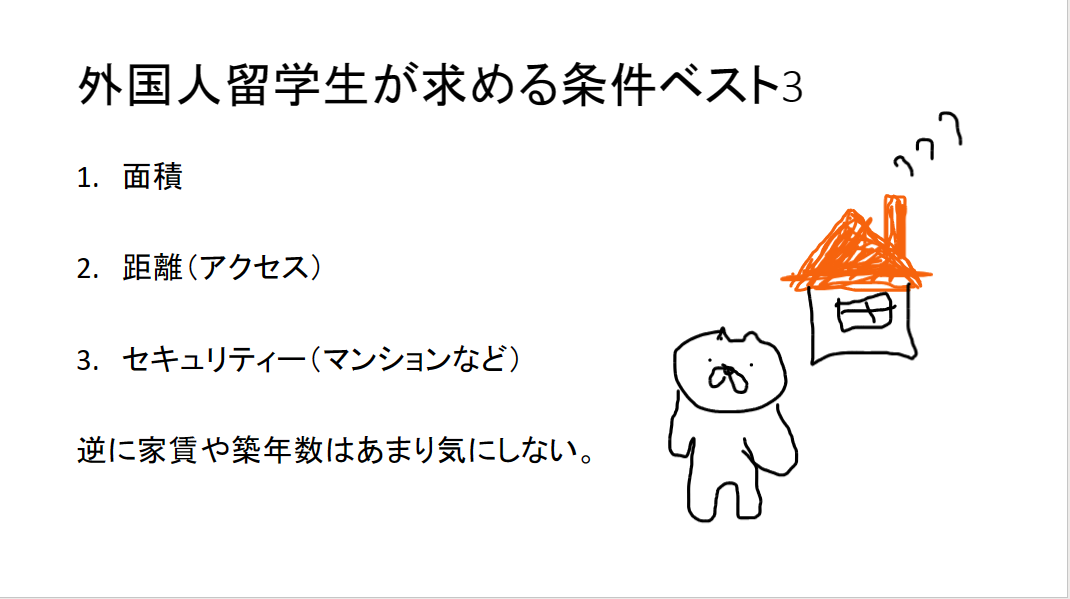 外国人留学生が求める条件ベスト3
1. 面積
2. 距離(アクセス)
3. セキュリティー(マンションなど)
逆に家賃や築年数はあまり気にしない。